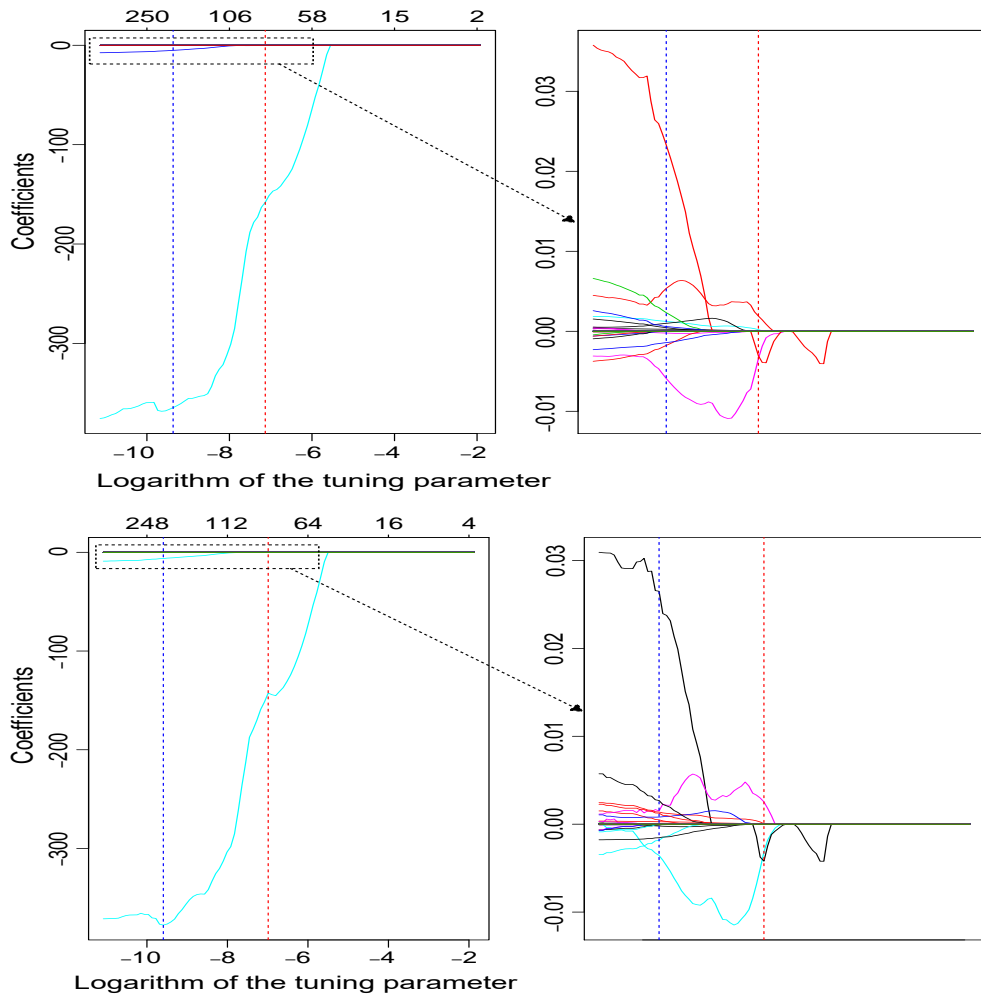 250 106 58 15 2
Coefficients
0
-100
-200
-300
-10 -8 -6 -4 -2
Logarithm of the tuning parameter
0.03
0.02
0.01
0.00
-0.01
248 112 64 16 4
Coefficients
0
-100
-200
-300
-10 -8 -6 -4 -2
Logarithm of the tuning parameter
0.03
0.02
0.01
0.00
-0.01